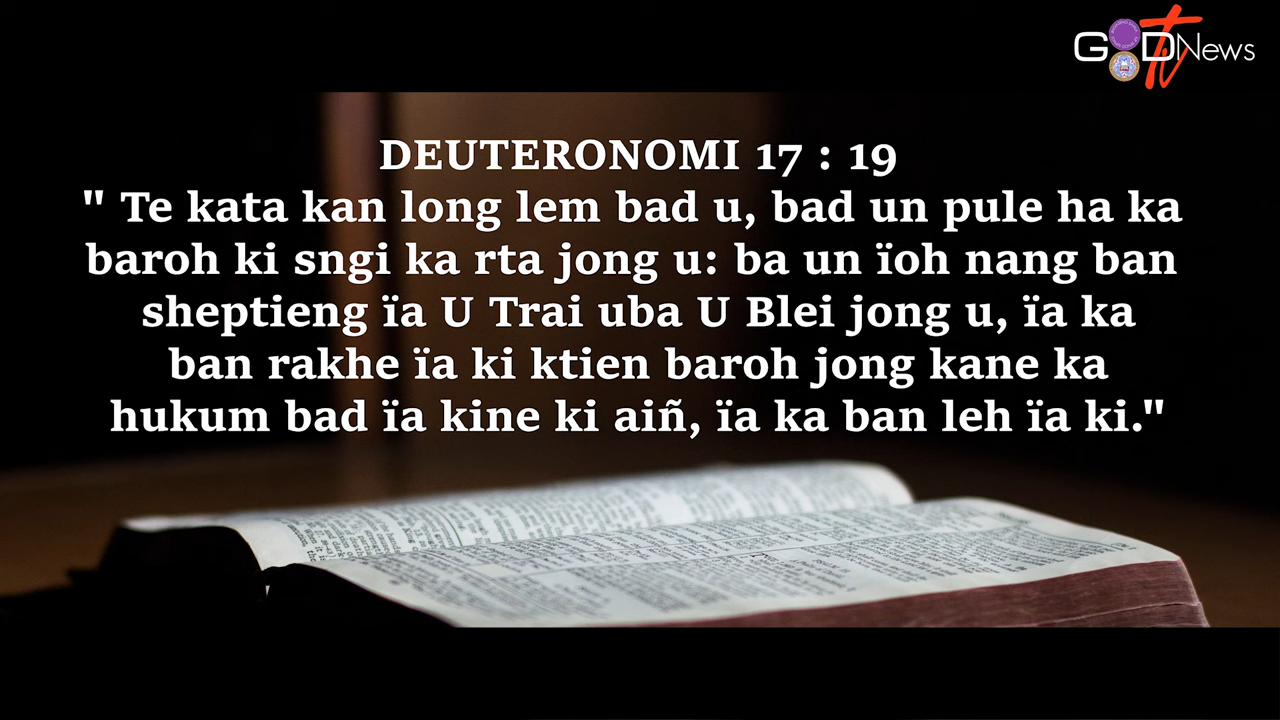 GOD TV News
DEUTERONOMI 17 : 19
" Te kata kan long lem bad u, bad un pule ha ka
baroh ki sngi ka rta jong u: ba un ïoh nang ban
sheptieng ïa U Trai uba U Blei jong u, ïa ka
ban rakhe ïa ki ktien baroh jong kane ka
hukum bad ïa kine ki aiñ, ïa ka ban leh ïa ki."